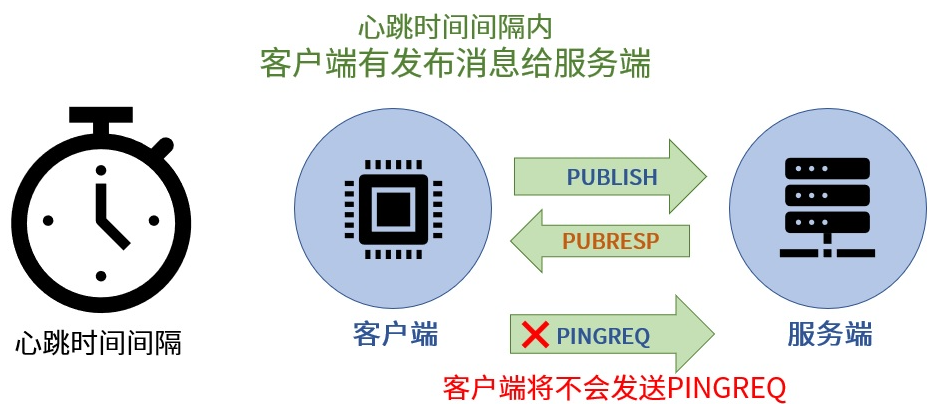 心跳时间间隔内
客户端有发布消息给服务端
PUBLISH
PUBRESP
PINGREQ
心跳时间间隔
客户端
服务端
客户端将不会发送PINGREQ